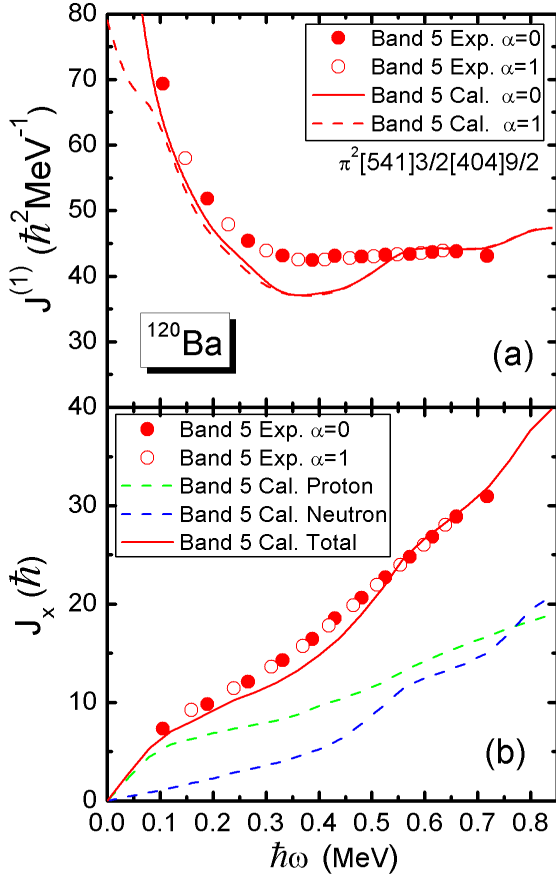 80
70
60
50
40
30
40
J⁽¹⁾ (ℏ²MeV⁻¹)
Band 5 Exp. α=0
Band 5 Exp. α=1
Band 5 Cal. α=0
Band 5 Cal. α=1
π²[541]3/2[404]9/2
¹²⁰Ba
(a)
Band 5 Exp. α=0
Band 5 Exp. α=1
Band 5 Cal. Proton
Band 5 Cal. Neutron
Band 5 Cal. Total
30
20
10
0
Jₓ(ℏ)
(b)
0.0 0.1 0.2 0.3 0.4 0.5 0.6 0.7 0.8
ℏω (MeV)